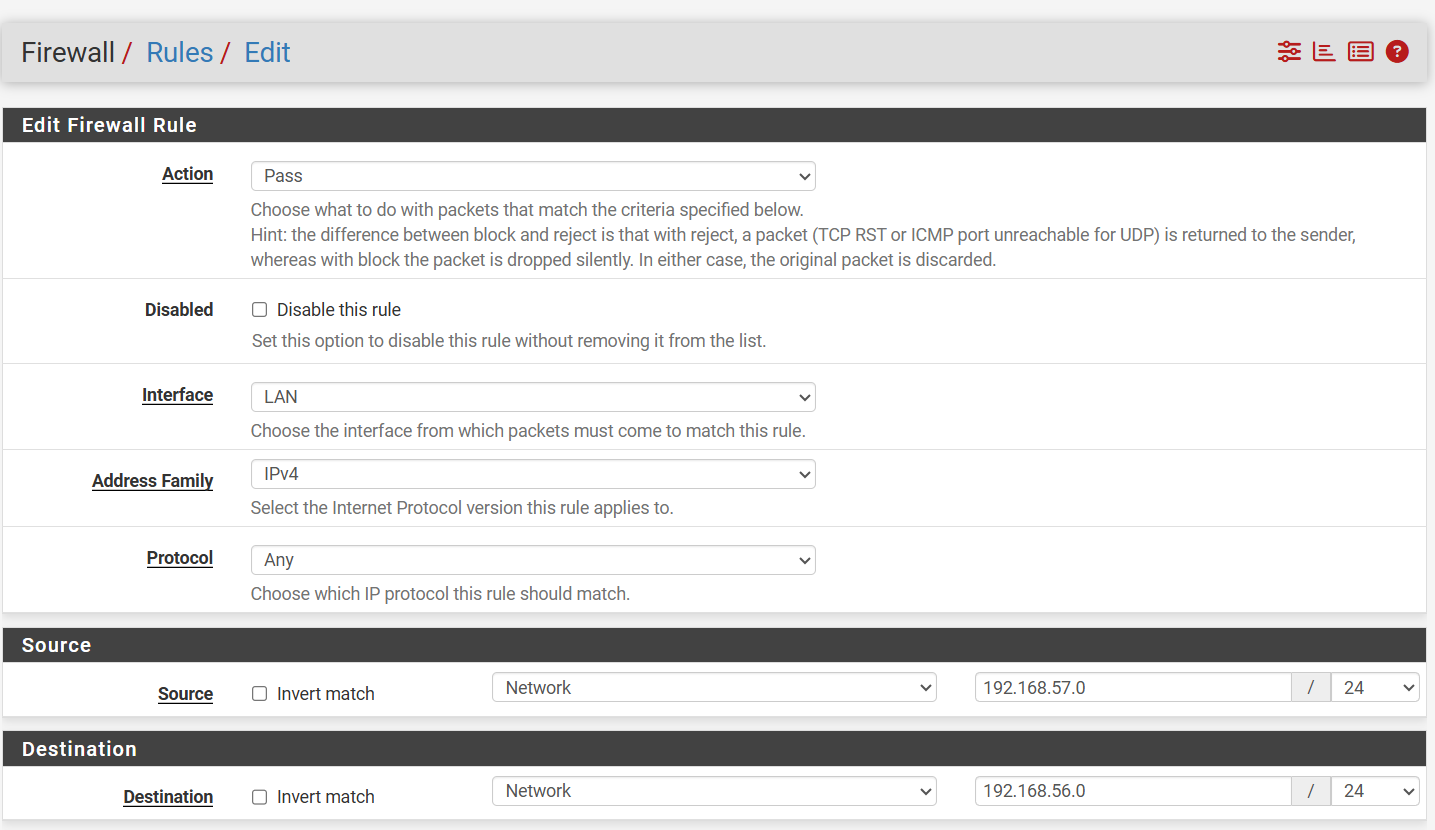 Firewall / Rules / Edit
Edit Firewall Rule
Action Pass
Choose what to do with packets that match the criteria specified below.
Hint: the difference between block and reject is that with reject, a packet (TCP RST or ICMP port unreachable for UDP) is returned to the sender,
whereas with block the packet is dropped silently. In either case, the original packet is discarded.
Disabled Disable this rule
Set this option to disable this rule without removing it from the list.
Interface LAN
Choose the interface from which packets must come to match this rule.
Address Family IPv4
Select the Internet Protocol version this rule applies to.
Protocol Any
Choose which IP protocol this rule should match.
Source
Source Invert match Network 192.168.57.0 / 24
Destination
Destination Invert match Network 192.168.56.0 / 24